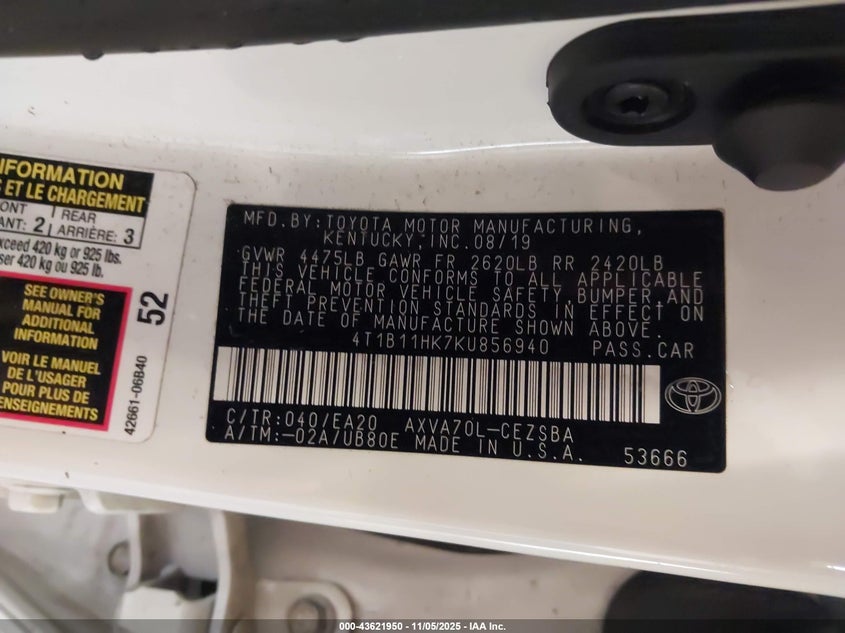 INFORMATION
ET LE CHARGEMENT
2
REAR
ARRIÈRE: 3
420 kg or 925 lbs.
420 kg ou 925 lb.
SEE OWNER'S
MANUAL FOR
ADDITIONAL
INFORMATION
VOIR LE MANUEL
DE L'USAGER
POUR PLUS DE
RENSEIGNEMENTS
52
42661-06B40
MFD.BY:TOYOTA MOTOR MANUFACTURING,
KENTUCKY,INC.08/19
GVWR 4475LB GAWR FR 2620LB RR 2420LB
THIS VEHICLE CONFORMS TO ALL APPLICABLE
FEDERAL MOTOR VEHICLE SAFETY,BUMPER,AND
THEFT PREVENTION STANDARDS IN EFFECT ON
THE DATE OF MANUFACTURE SHOWN ABOVE.
4T1B11HK7KU856940 PASS.CAR
C/TR:040/EA20 AXVA70L-CEZSBA
A/TM:-02A/UB80E MADE IN U.S.A.
53666
000-43621950 - 11/05/2025 - IAA Inc.